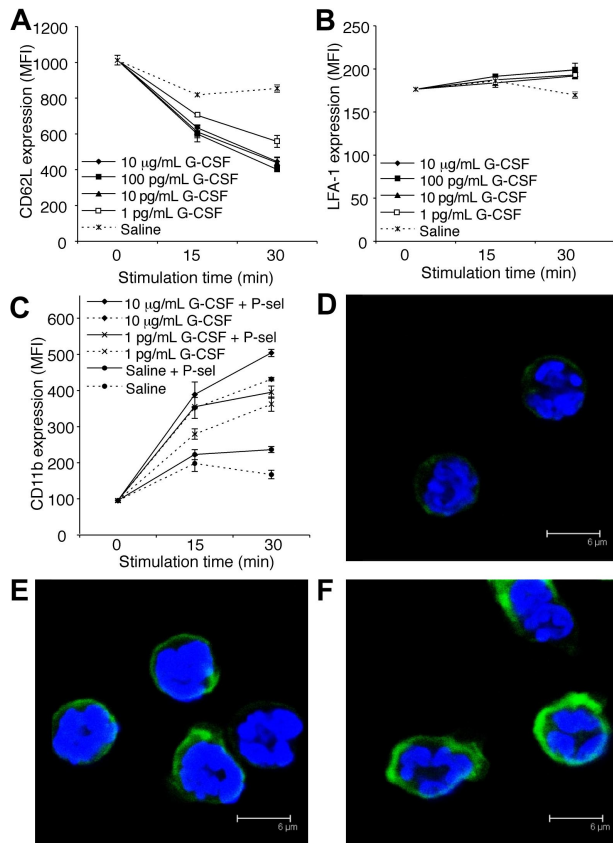 A
CD62L expression (MFI)
1200
1000
800
600
400
200
0
10 µg/mL G-CSF
100 pg/mL G-CSF
10 pg/mL G-CSF
1 pg/mL G-CSF
Saline
0 15 30
Stimulation time (min)
B
LFA-1 expression (MFI)
250
200
150
100
50
0
10 µg/mL G-CSF
100 pg/mL G-CSF
10 pg/mL G-CSF
1 pg/mL G-CSF
Saline
0 15 30
Stimulation time (min)
C
CD11b expression (MFI)
600
500
400
300
200
100
0
10 µg/mL G-CSF + P-sel
10 µg/mL G-CSF
1 pg/mL G-CSF + P-sel
1 pg/mL G-CSF
Saline + P-sel
Saline
0 15 30
Stimulation time (min)
D
6 µm
E
6 µm
F
6 µm